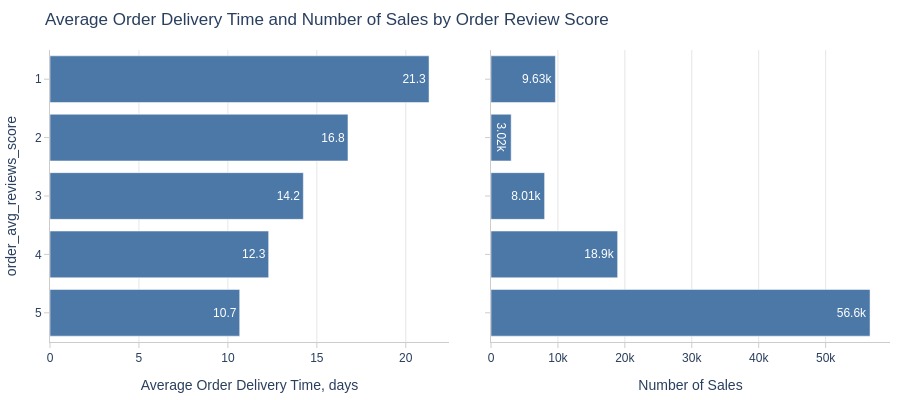 Average Order Delivery Time and Number of Sales by Order Review Score
order_avg_reviews_score
1
2
3
4
5
21.3
16.8
14.2
12.3
10.7
0 5 10 15 20
Average Order Delivery Time, days
9.63k
3.02k
8.01k
18.9k
56.6k
0 10k 20k 30k 40k 50k
Number of Sales